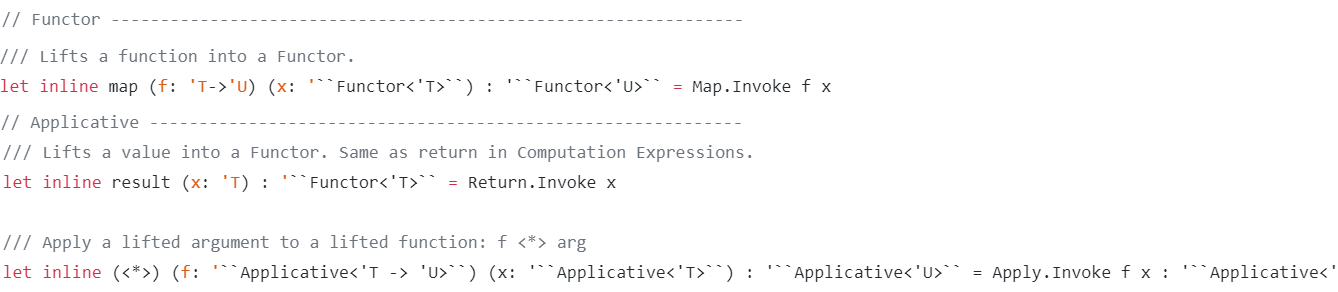 // Functor ----------------------------------------------------------------
/// Lifts a function into a Functor.
let inline map (f: 'T->'U) (x: '``Functor<'T>``) : '``Functor<'U>`` = Map.Invoke f x
// Applicative ------------------------------------------------------------
/// Lifts a value into a Functor. Same as return in Computation Expressions.
let inline result (x: 'T) : '``Functor<'T>`` = Return.Invoke x
/// Apply a lifted argument to a lifted function: f <*> arg
let inline (<*>) (f: '``Applicative<'T -> 'U>``) (x: '``Applicative<'T>``) : '``Applicative<'U>`` = Apply.Invoke f x : '``Applicative<'